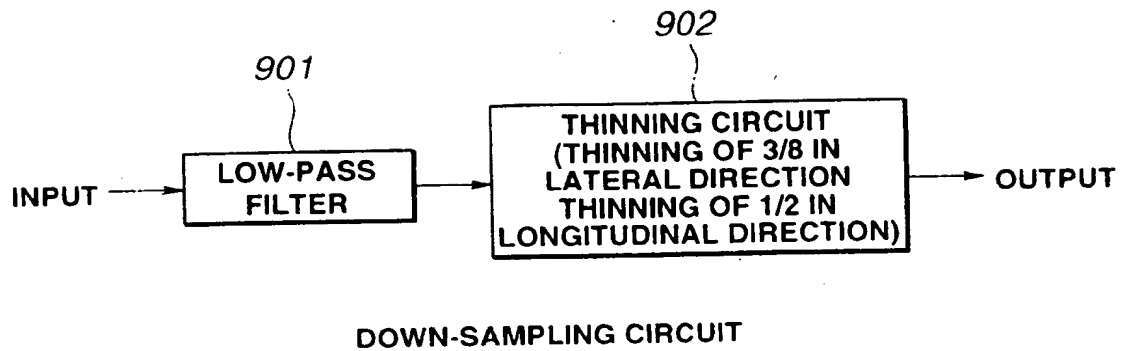 902
901
THINNING CIRCUIT
(THINNING OF 3/8 IN
LATERAL DIRECTION
THINNING OF 1/2 IN
LONGITUDINAL DIRECTION)
LOW-PASS
FILTER
INPUT
OUTPUT
DOWN-SAMPLING CIRCUIT